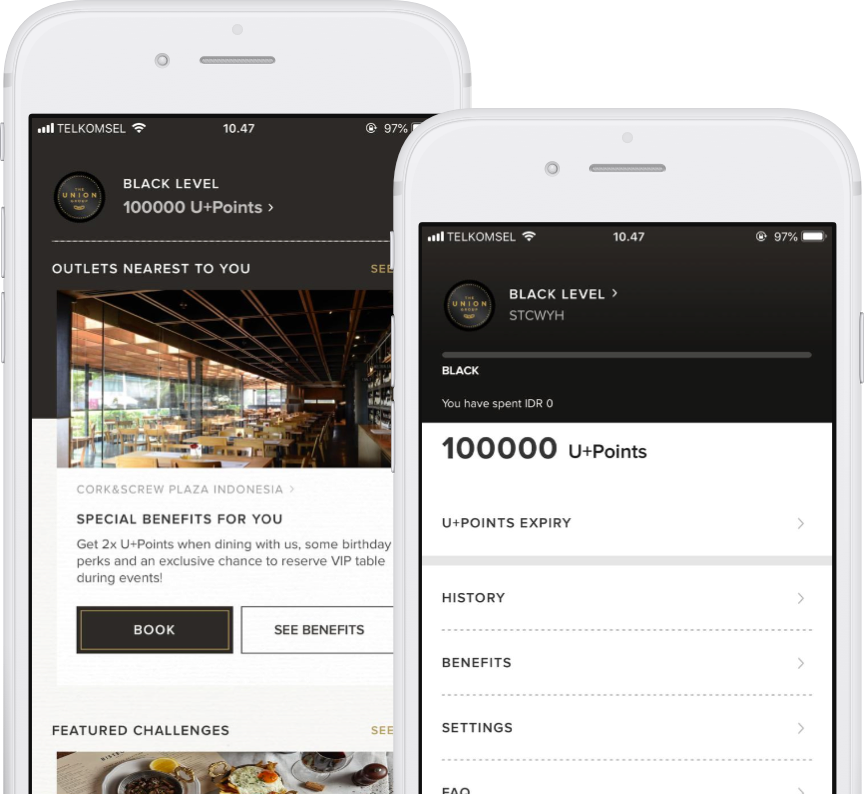 TELKOMSEL 10.47 97%
THE
UNION
GROUP
BLACK LEVEL
100000 U+Points >
OUTLETS NEAREST TO YOU SEE
CORK&SCREW PLAZA INDONESIA >
SPECIAL BENEFITS FOR YOU
Get 2x U+Points when dining with us, some birthday
perks and an exclusive chance to reserve VIP table
during events!
BOOK SEE BENEFITS
FEATURED CHALLENGES SEE
TELKOMSEL 10.47 97%
THE
UNION
GROUP
BLACK LEVEL >
STCWYH
BLACK
You have spent IDR 0
100000 U+Points
U+POINTS EXPIRY >
HISTORY >
BENEFITS >
SETTINGS >
FAQ >